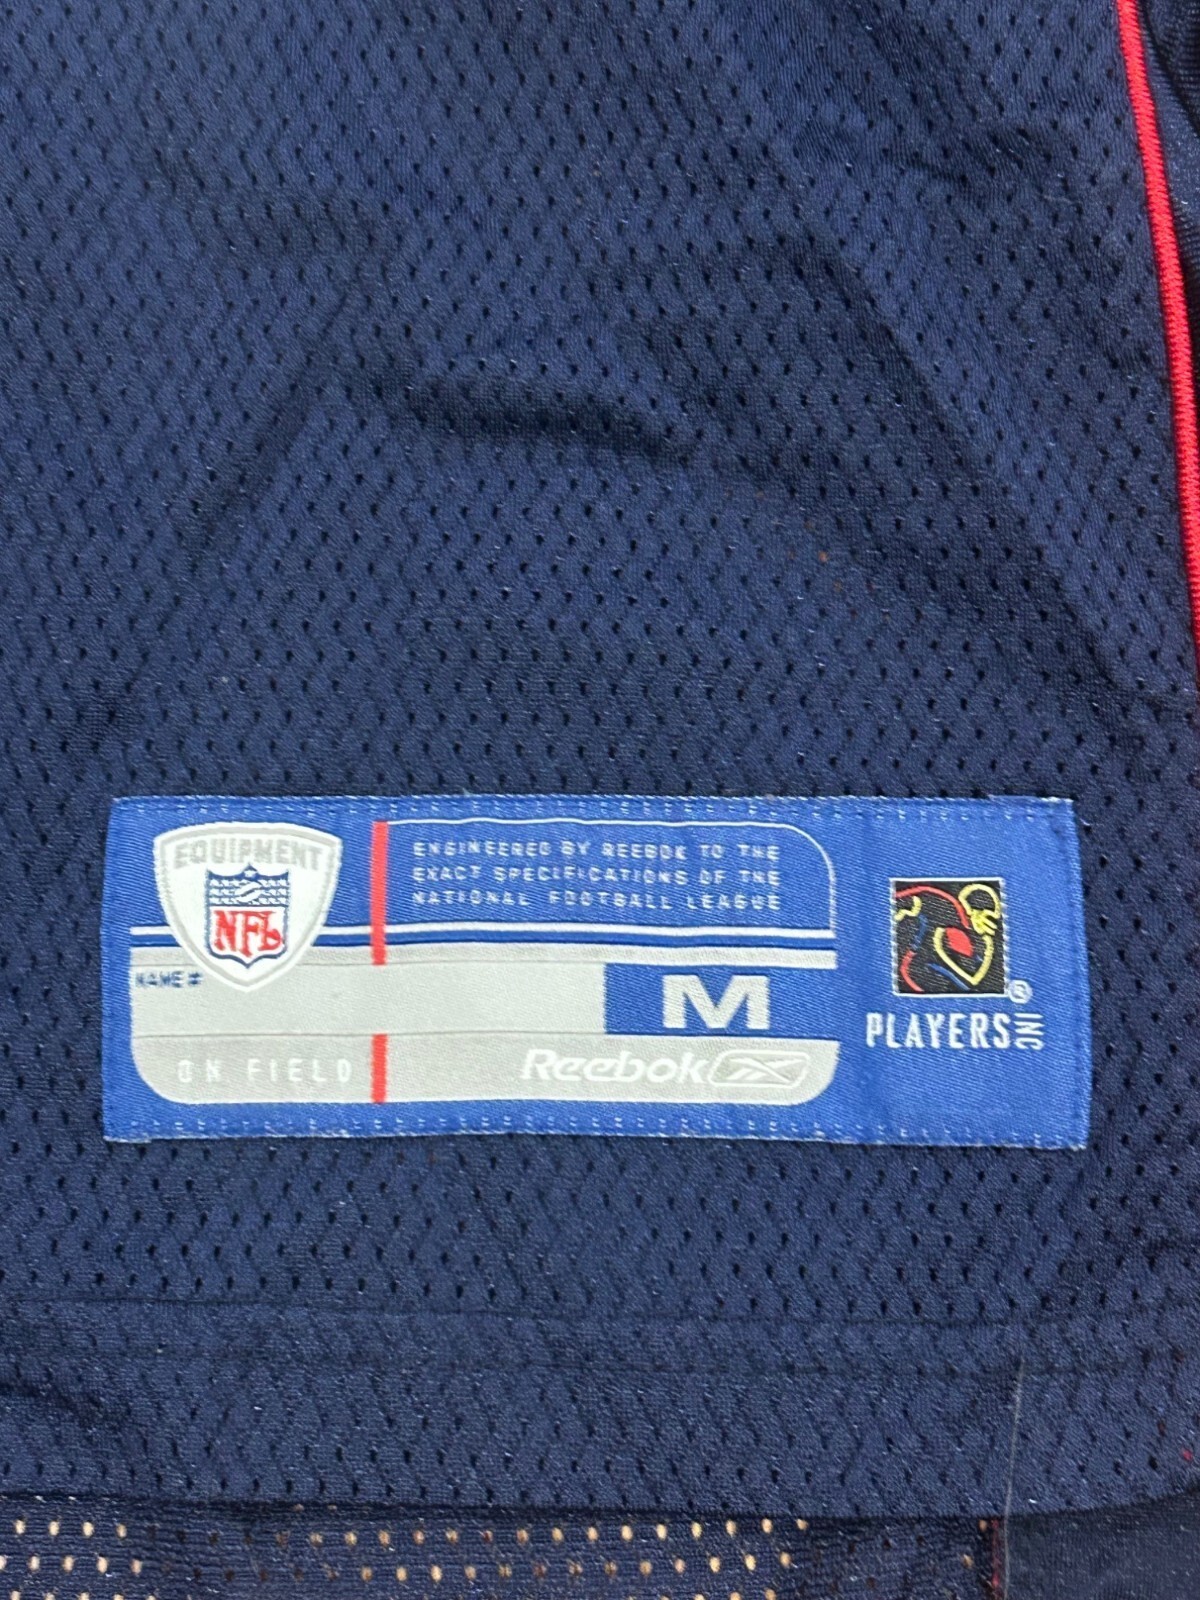 EQUIPMENT
NFL
ENGINEERED BY REEBOK TO THE
EXACT SPECIFICATIONS OF THE
NATIONAL FOOTBALL LEAGUE
NAME #
M
ON FIELD
Reebok
PLAYERS INC
®